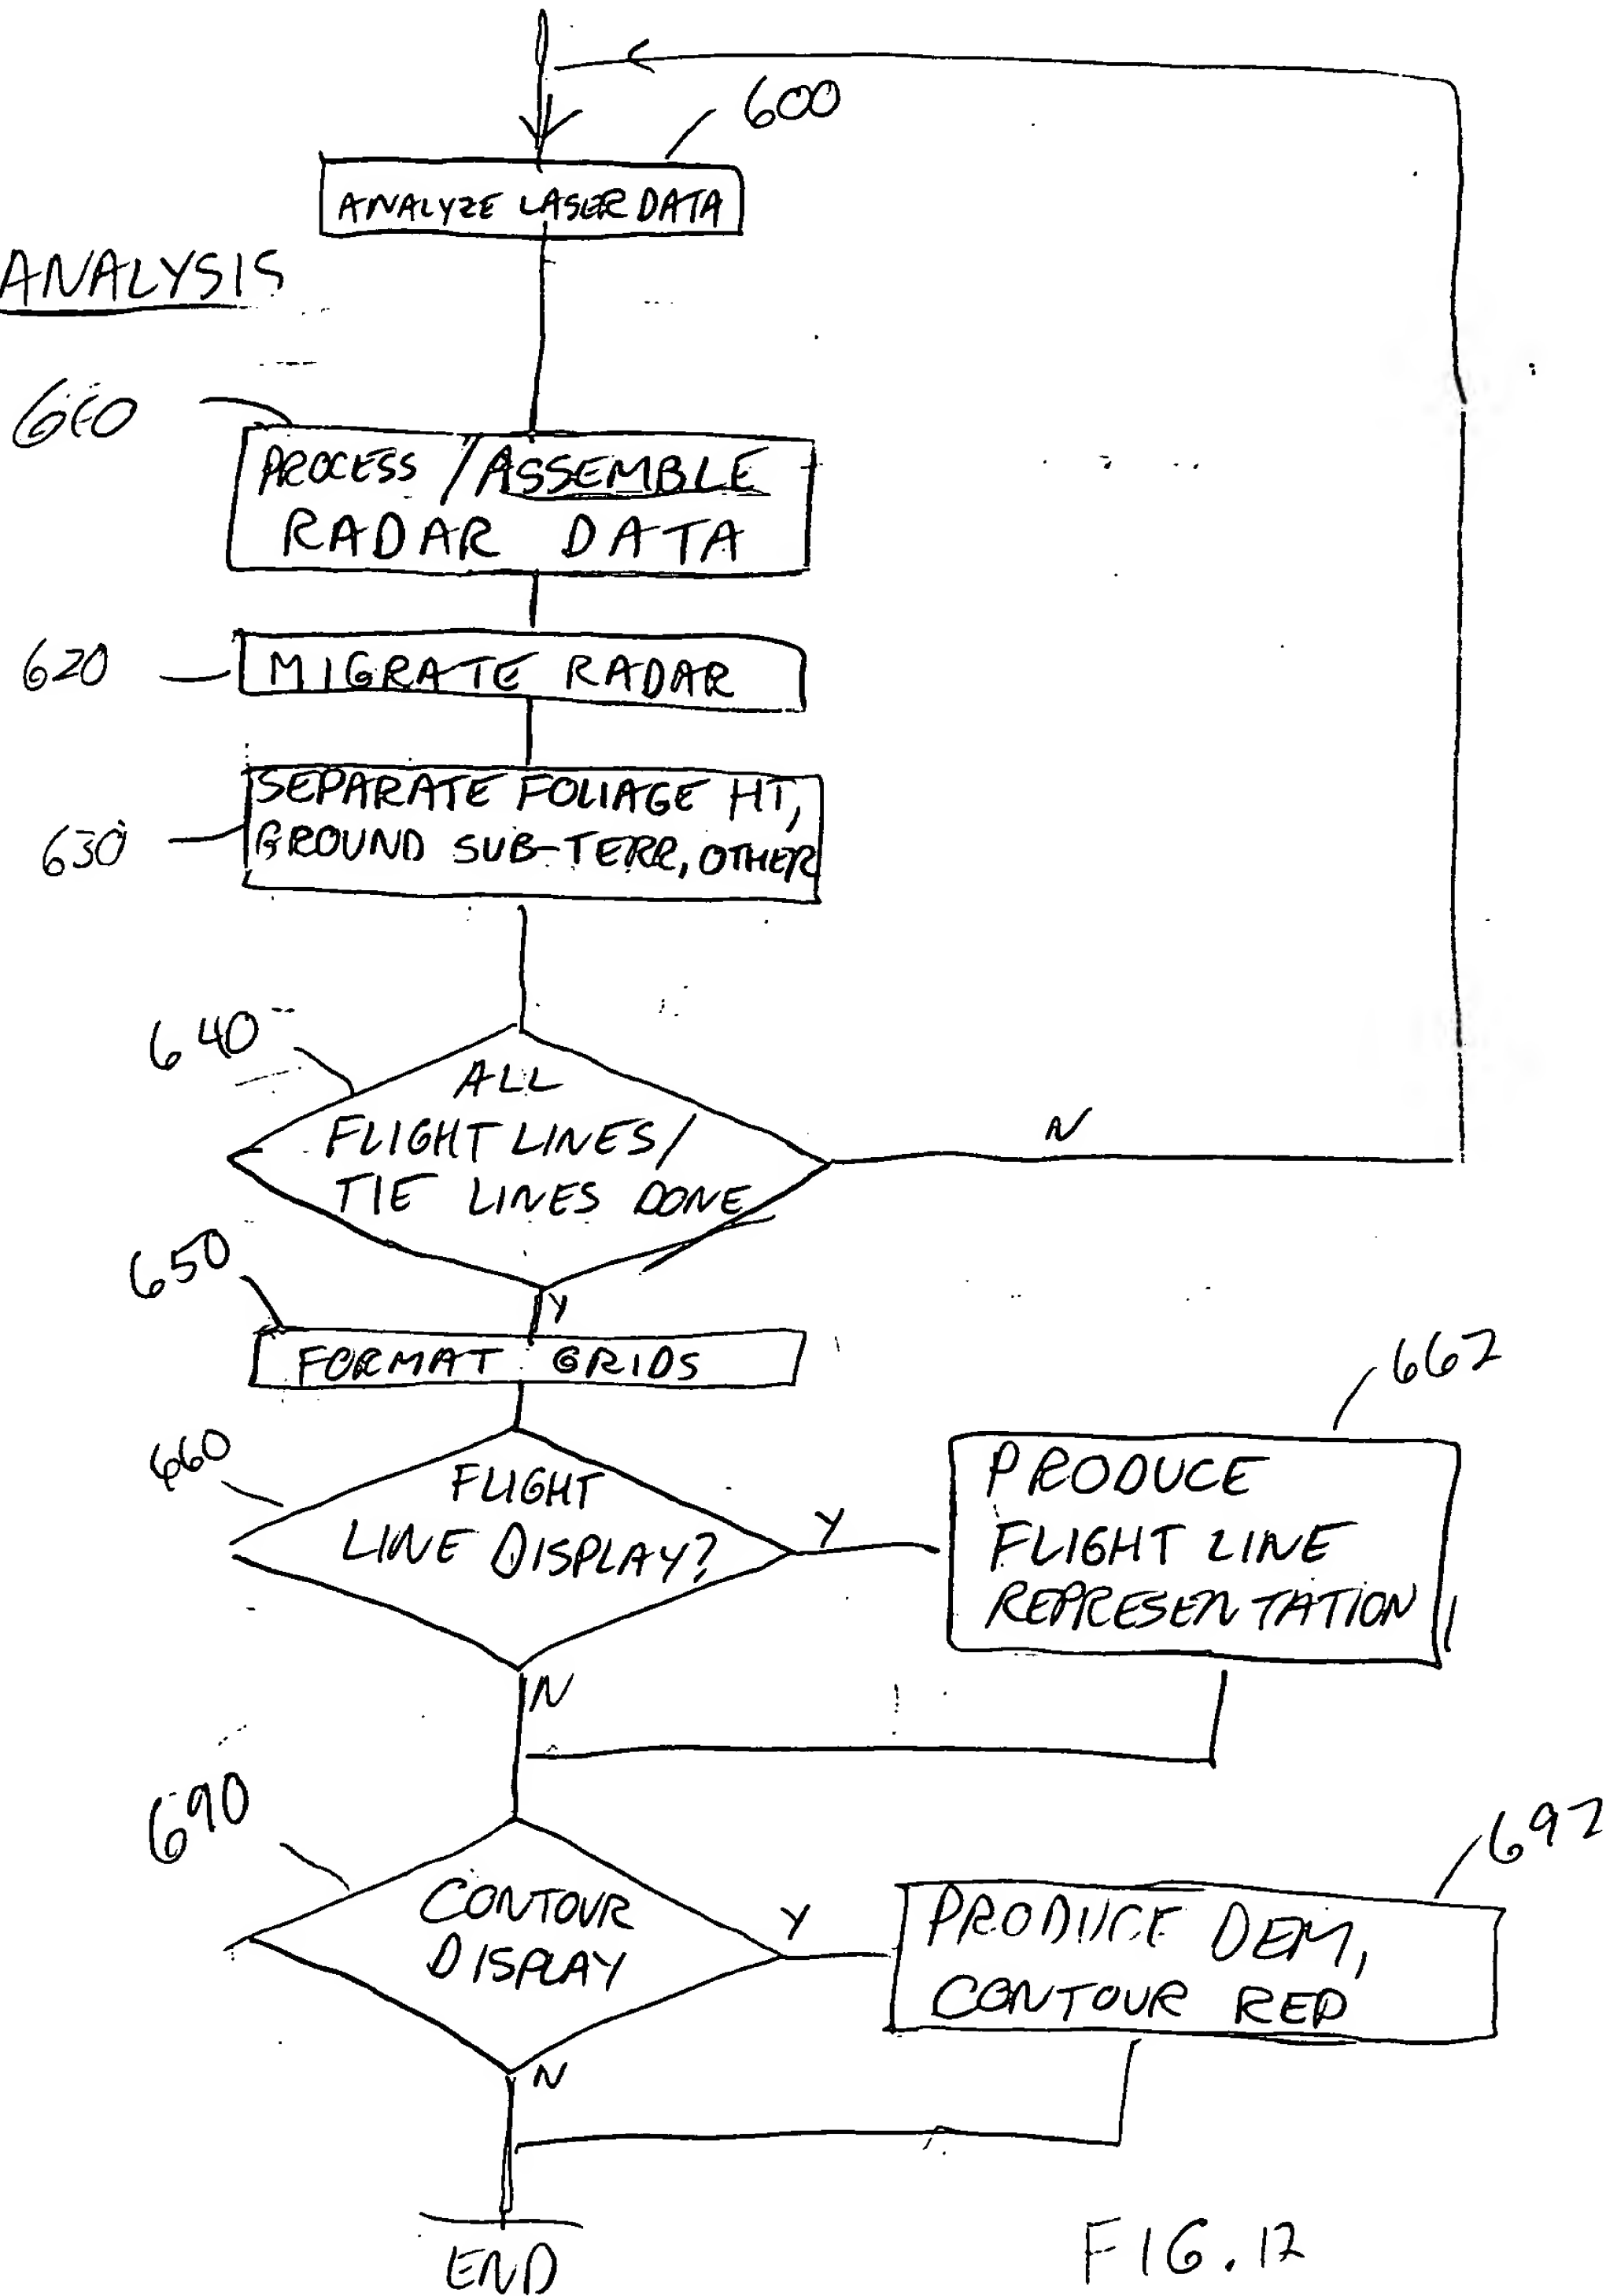 600
ANALYZE LASER DATA
ANALYSIS
PROCESS / ASSEMBLE
RADAR DATA
620
MIGRATE RADAR
SEPARATE FOLIAGE HT,
630
GROUND SUB-TERR, OTHER
640
ALL
FLIGHT LINES/
TIE LINES DONE
N
650
Y
FORMAT GRIDS
662
660
FLIGHT
LINE DISPLAY?
Y
PRODUCE
FLIGHT LINE
REPRESENTATION
N
690
692
CONTOUR
DISPLAY
Y
PRODUCE DEM,
CONTOUR REP
N
END
FIG. 12